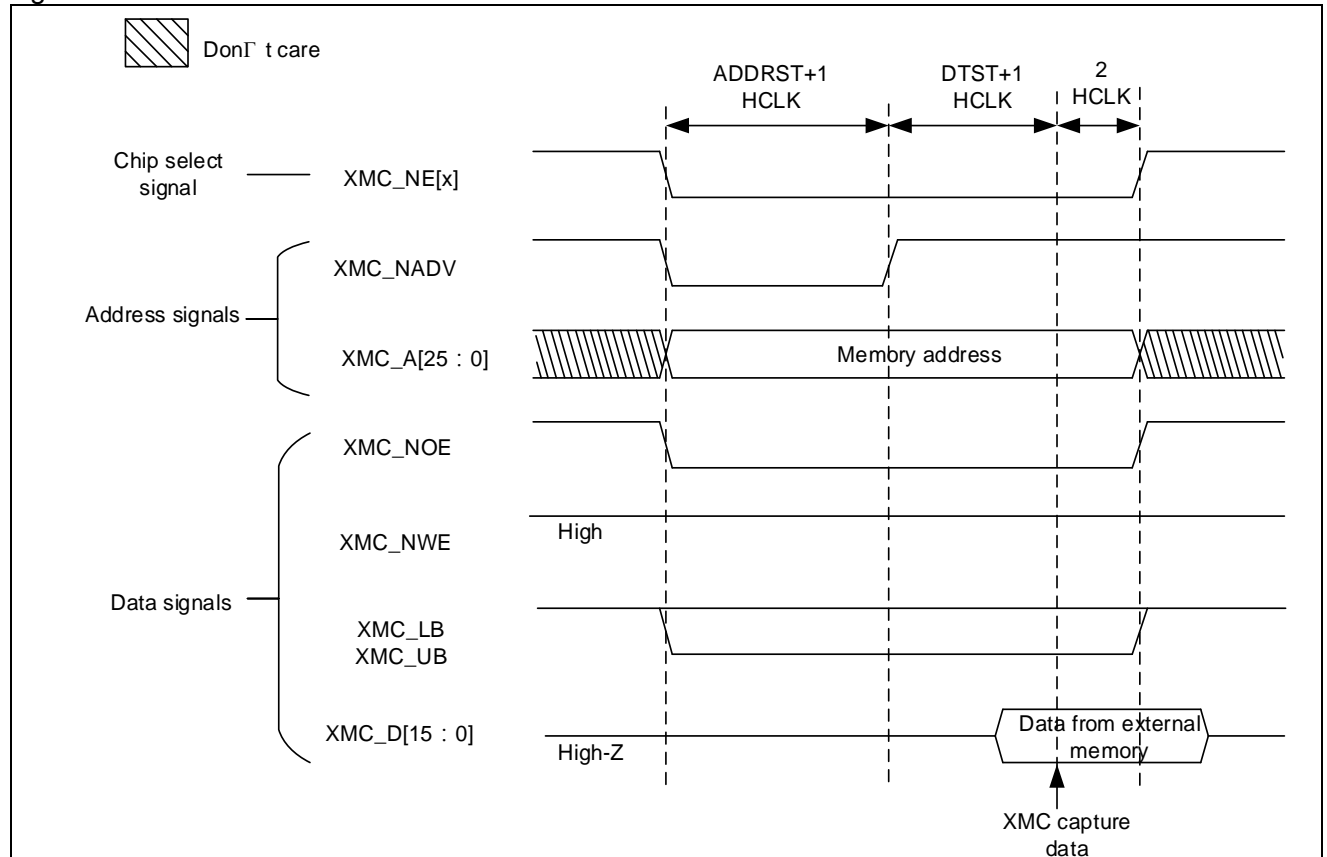 DonΓ t care
ADDRST+1
HCLK
DTST+1
HCLK
2
HCLK
Chip select
signal
XMC_NE[x]
XMC_NADV
Address signals
XMC_A[25 : 0]
Memory address
XMC_NOE
XMC_NWE
High
Data signals
XMC_LB
XMC_UB
XMC_D[15 : 0]
High-Z
Data from external
memory
XMC capture
data